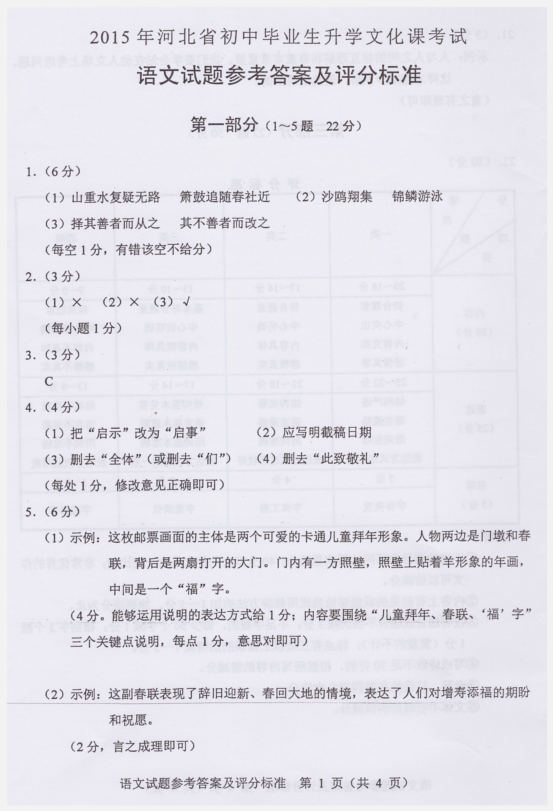 2015 年河北省初中毕业生升学文化课考试
语文试题参考答案及评分标准
第一部分（1～5题 22分）
1.（6分）
（1）山重水复疑无路 箫鼓追随春社近 （2）沙鸥翔集 锦鳞游泳
（3）择其善者而从之 其不善者而改之
（每空1分，有错该空不给分）
2.（3分）
（1）× （2）× （3）√
（每小题1分）
3.（3分）
C
4.（4分）
（1）把“启示”改为“启事” （2）应写明截稿日期
（3）删去“全体”（或删去“们”） （4）删去“此致敬礼”
（每处1分，修改意见正确即可）
5.（6分）
（1）示例：这枚邮票画面的主体是两个可爱的卡通儿童拜年形象。人物两边是门墩和春
联，背后是两扇打开的大门。门内有一方照壁，照壁上贴着羊形象的年画，
中间是一个“福”字。
（4分。能够运用说明的表达方式给1分，内容要围绕“儿童拜年、春联、‘福’字”
三个关键点说明，每点1分，意思对即可）
（2）示例：这副春联表现了辞旧迎新、春回大地的情境，表达了人们对增寿添福的期盼
和祝愿。
（2分，言之成理即可）
语文试题参考答案及评分标准 第 1 页（共 4 页）